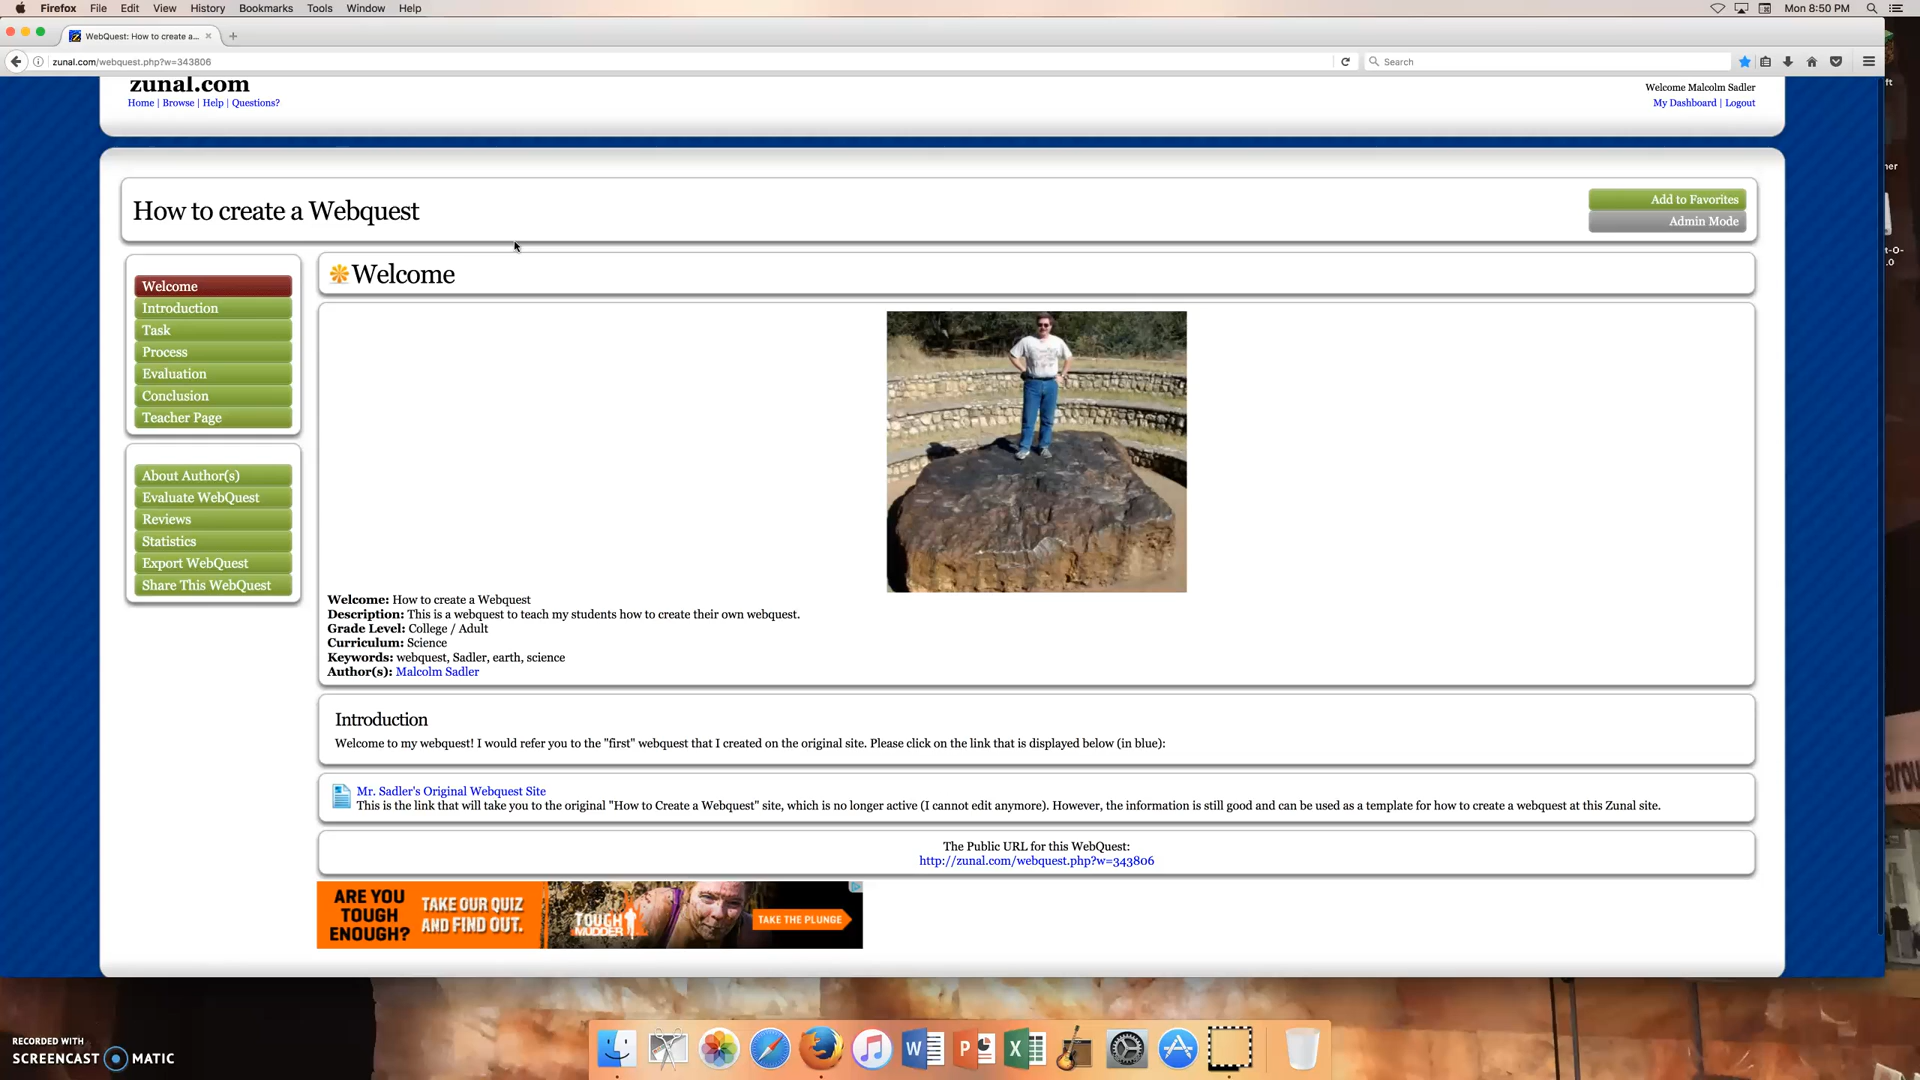 Firefox File Edit View History Bookmarks Tools Window Help Mon 8:50 PM
WebQuest: How to create a...
zunal.com/webquest.php?w=343806
Search
zunal.com
Home | Browse | Help | Questions?
Welcome Malcolm Sadler
My Dashboard | Logout
How to create a Webquest
Add to Favorites
Admin Mode
Welcome
Introduction
Task
Process
Evaluation
Conclusion
Teacher Page
About Author(s)
Evaluate WebQuest
Reviews
Statistics
Export WebQuest
Share This WebQuest
Welcome
Welcome: How to create a Webquest
Description: This is a webquest to teach my students how to create their own webquest.
Grade Level: College / Adult
Curriculum: Science
Keywords: webquest, Sadler, earth, science
Author(s): Malcolm Sadler
Introduction
Welcome to my webquest! I would refer you to the "first" webquest that I created on the original site. Please click on the link that is displayed below (in blue):
Mr. Sadler's Original Webquest Site
This is the link that will take you to the original "How to Create a Webquest" site, which is no longer active (I cannot edit anymore). However, the information is still good and can be used as a template for how to create a webquest at this Zunal site.
The Public URL for this WebQuest:
http://zunal.com/webquest.php?w=343806
ARE YOU TOUGH ENOUGH?
TAKE OUR QUIZ AND FIND OUT.
TOUGH MUDDER
TAKE THE PLUNGE
RECORDED WITH
SCREENCAST MATIC